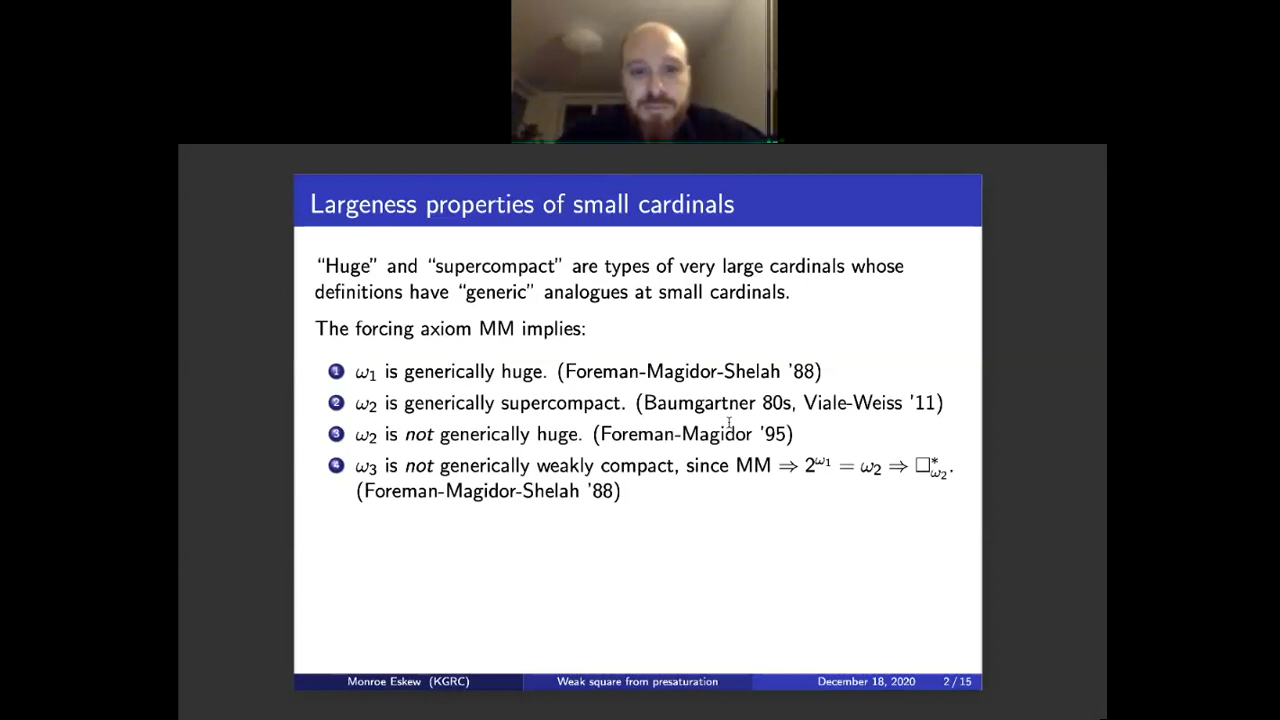 Largeness properties of small cardinals
“Huge” and “supercompact” are types of very large cardinals whose
definitions have “generic” analogues at small cardinals.
The forcing axiom MM implies:
1 ω₁ is generically huge. (Foreman-Magidor-Shelah '88)
2 ω₂ is generically supercompact. (Baumgartner 80s, Viale-Weiss '11)
3 ω₂ is not generically huge. (Foreman-Magidor '95)
4 ω₃ is not generically weakly compact, since MM ⇒ 2^ω₁ = ω₂ ⇒ □*_ω₂.
(Foreman-Magidor-Shelah '88)
Monroe Eskew (KGRC) Weak square from presaturation December 18, 2020 2 / 15